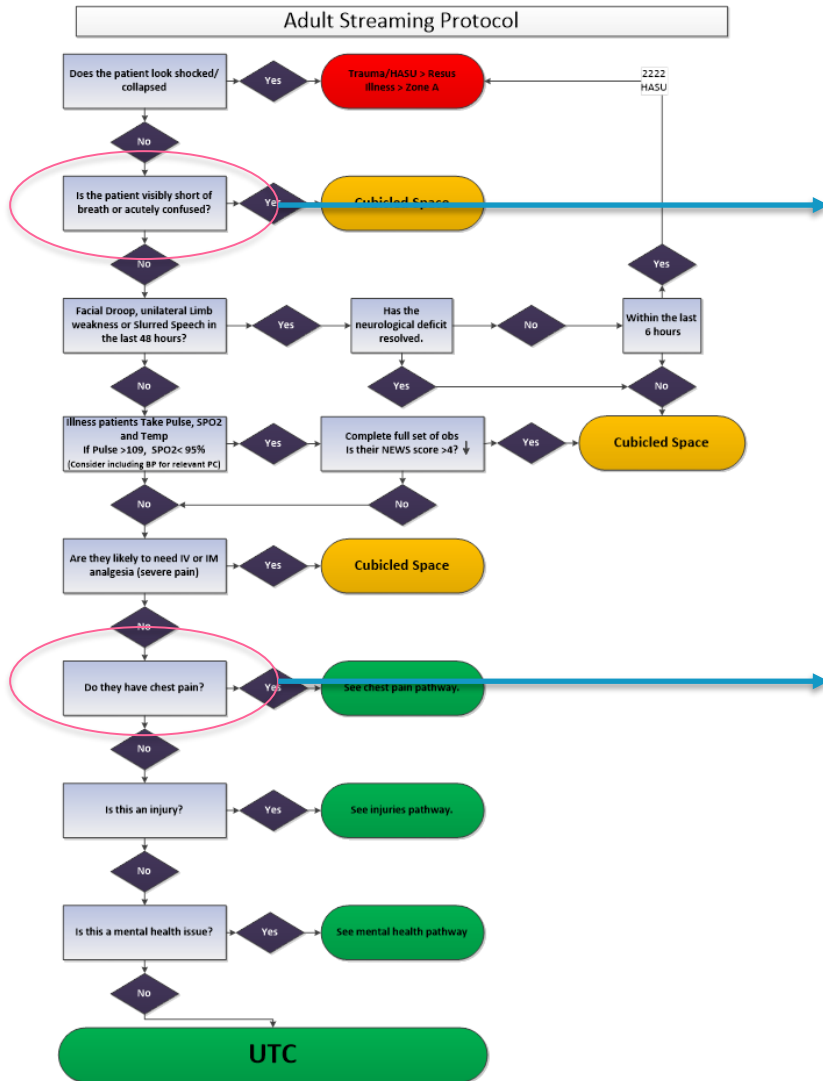 Adult Streaming Protocol
Does the patient look shocked/
collapsed
Yes
Trauma/HASU > Resus
Illness > Zone A
2222
HASU
No
Is the patient visibly short of
breath or acutely confused?
Yes
Cubicled Space
No
Yes
Facial Droop, unilateral Limb
weakness or Slurred Speech in
the last 48 hours?
Yes
Has the
neurological deficit
resolved.
No
Within the last
6 hours
No
Yes
No
Illness patients Take Pulse, SPO2
and Temp
If Pulse >109, SPO2< 95%
(Consider including BP for relevant PC)
Yes
Complete full set of obs
Is their NEWS score >4?
Yes
Cubicled Space
No
No
Are they likely to need IV or IM
analgesia (severe pain)
Yes
Cubicled Space
No
Do they have chest pain?
Yes
See chest pain pathway.
No
Is this an injury?
Yes
See injuries pathway.
No
Is this a mental health issue?
Yes
See mental health pathway
No
UTC